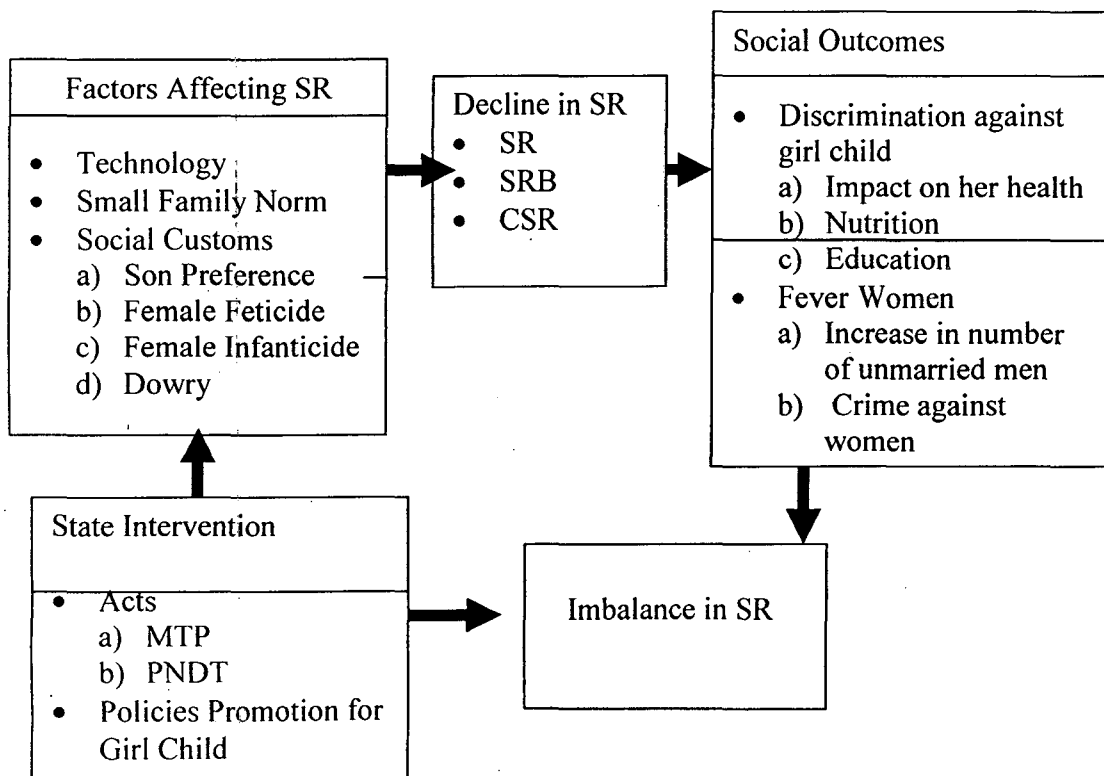 Factors Affecting SR
• Technology
• Small Family Norm
• Social Customs
a) Son Preference
b) Female Feticide
c) Female Infanticide
d) Dowry
Decline in SR
• SR
• SRB
• CSR
Social Outcomes
• Discrimination against
girl child
a) Impact on her health
b) Nutrition
c) Education
• Fever Women
a) Increase in number
of unmarried men
b) Crime against
women
State Intervention
• Acts
a) MTP
b) PNDT
• Policies Promotion for
Girl Child
Imbalance in SR